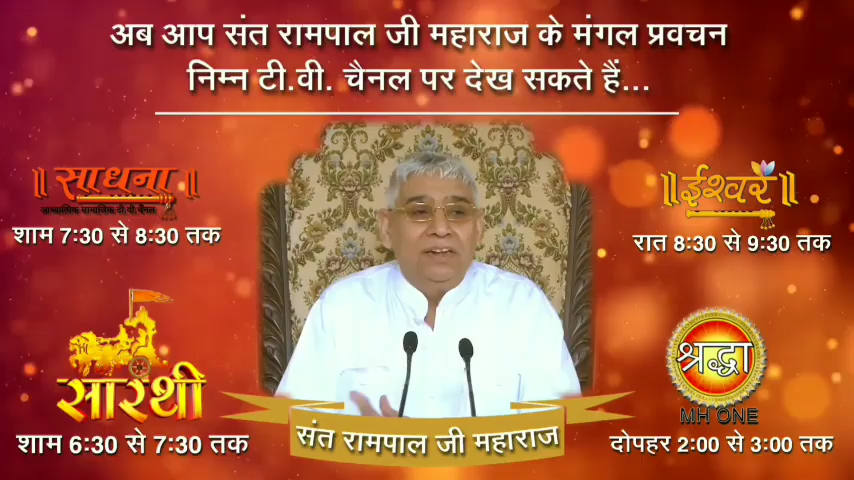 अब आप संत रामपाल जी महाराज के मंगल प्रवचन
निम्न टी.वी. चैनल पर देख सकते हैं...
॥साधना॥
आध्यात्मिक सामाजिक टी.वी.चैनल
शाम 7:30 से 8:30 तक
॥ईश्वर॥
रात 8:30 से 9:30 तक
सारथी
शाम 6:30 से 7:30 तक
श्रद्धा
MH ONE
दोपहर 2:00 से 3:00 तक
संत रामपाल जी महाराज